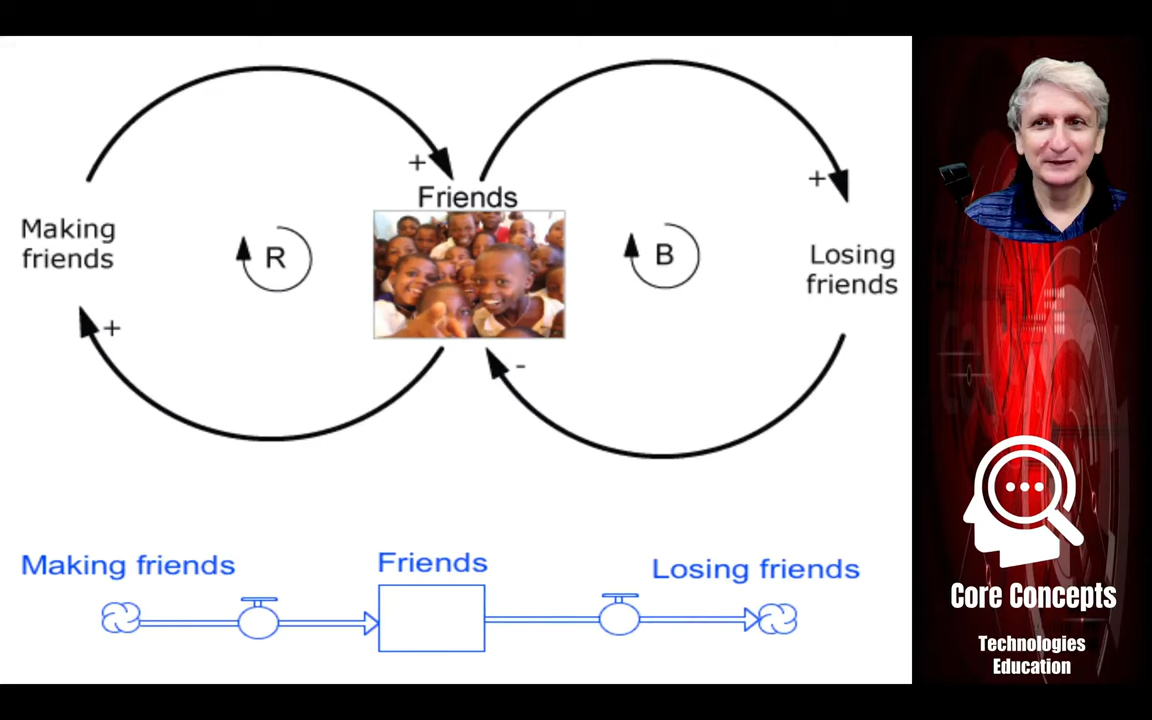 +
Friends
+
Making
friends
R
B
Losing
friends
+
-
Making friends
Friends
Losing friends
Core Concepts
Technologies
Education